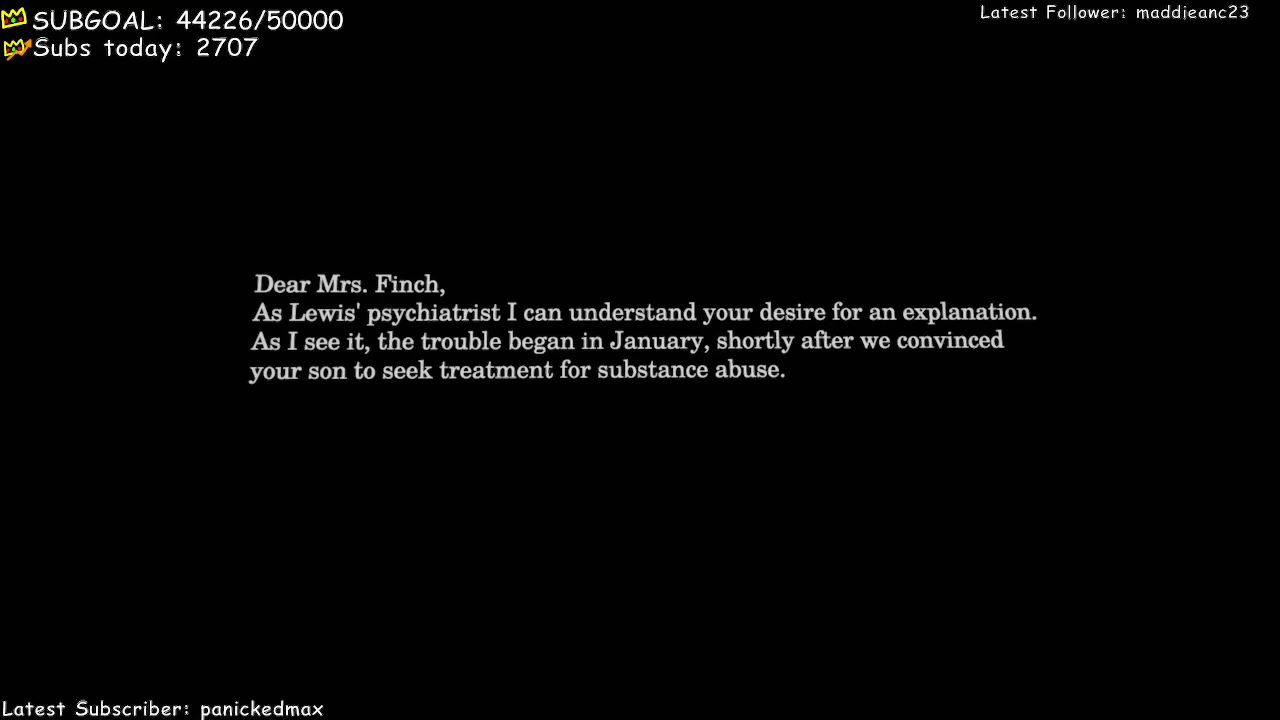 SUBGOAL: 44226/50000
Latest Follower: maddieanc23
Subs today: 2707
Dear Mrs. Finch,
As Lewis' psychiatrist I can understand your desire for an explanation.
As I see it, the trouble began in January, shortly after we convinced
your son to seek treatment for substance abuse.
Latest Subscriber: panickedmax